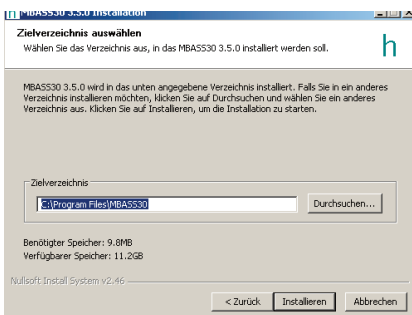 MBASS30 3.5.0 Installation
Zielverzeichnis auswählen
Wählen Sie das Verzeichnis aus, in das MBASS30 3.5.0 installiert werden soll.
h
MBASS30 3.5.0 wird in das unten angegebene Verzeichnis installiert. Falls Sie in ein anderes
Verzeichnis installieren möchten, klicken Sie auf Durchsuchen und wählen Sie ein anderes
Verzeichnis aus. Klicken Sie auf Installieren, um die Installation zu starten.
Zielverzeichnis
C:\Program Files\MBASS30
Durchsuchen...
Benötigter Speicher: 9.8MB
Verfügbarer Speicher: 11.2GB
Nullsoft Install System v2.46
< Zurück
Installieren
Abbrechen